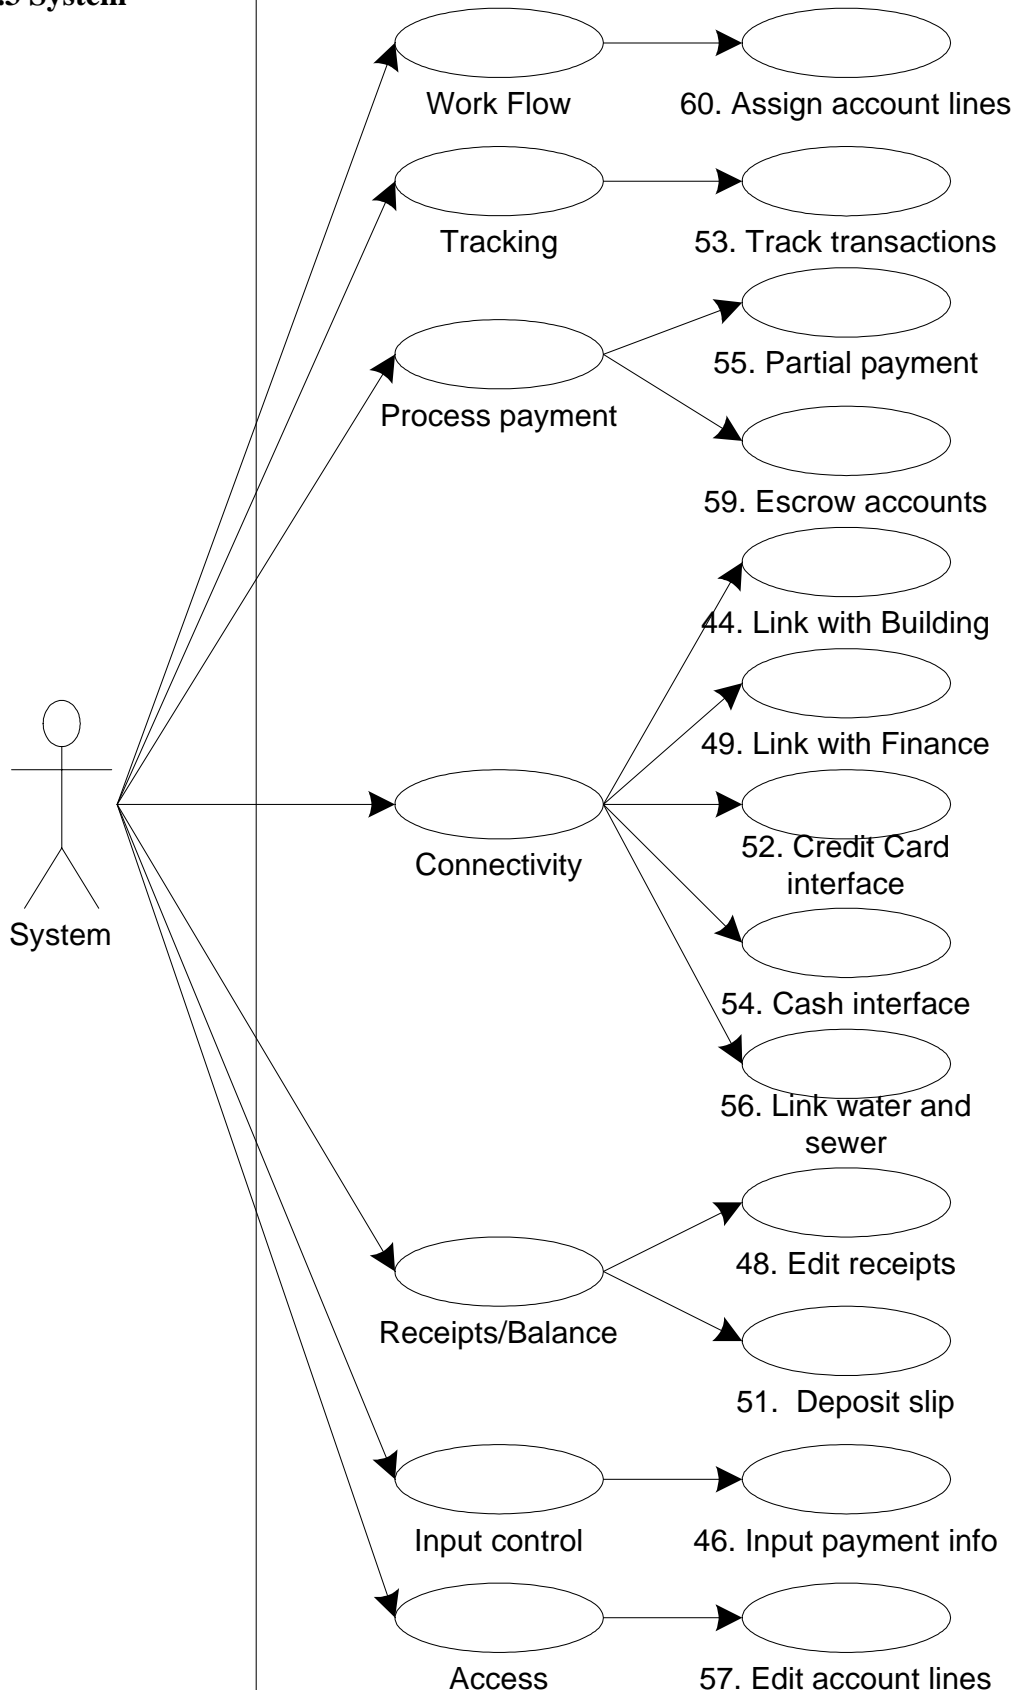 .3 System
Work Flow
60. Assign account lines
Tracking
53. Track transactions
55. Partial payment
Process payment
59. Escrow accounts
44. Link with Building
49. Link with Finance
52. Credit Card
interface
Connectivity
System
54. Cash interface
56. Link water and
sewer
48. Edit receipts
Receipts/Balance
51.  Deposit slip
Input control
46. Input payment info
Access
57. Edit account lines